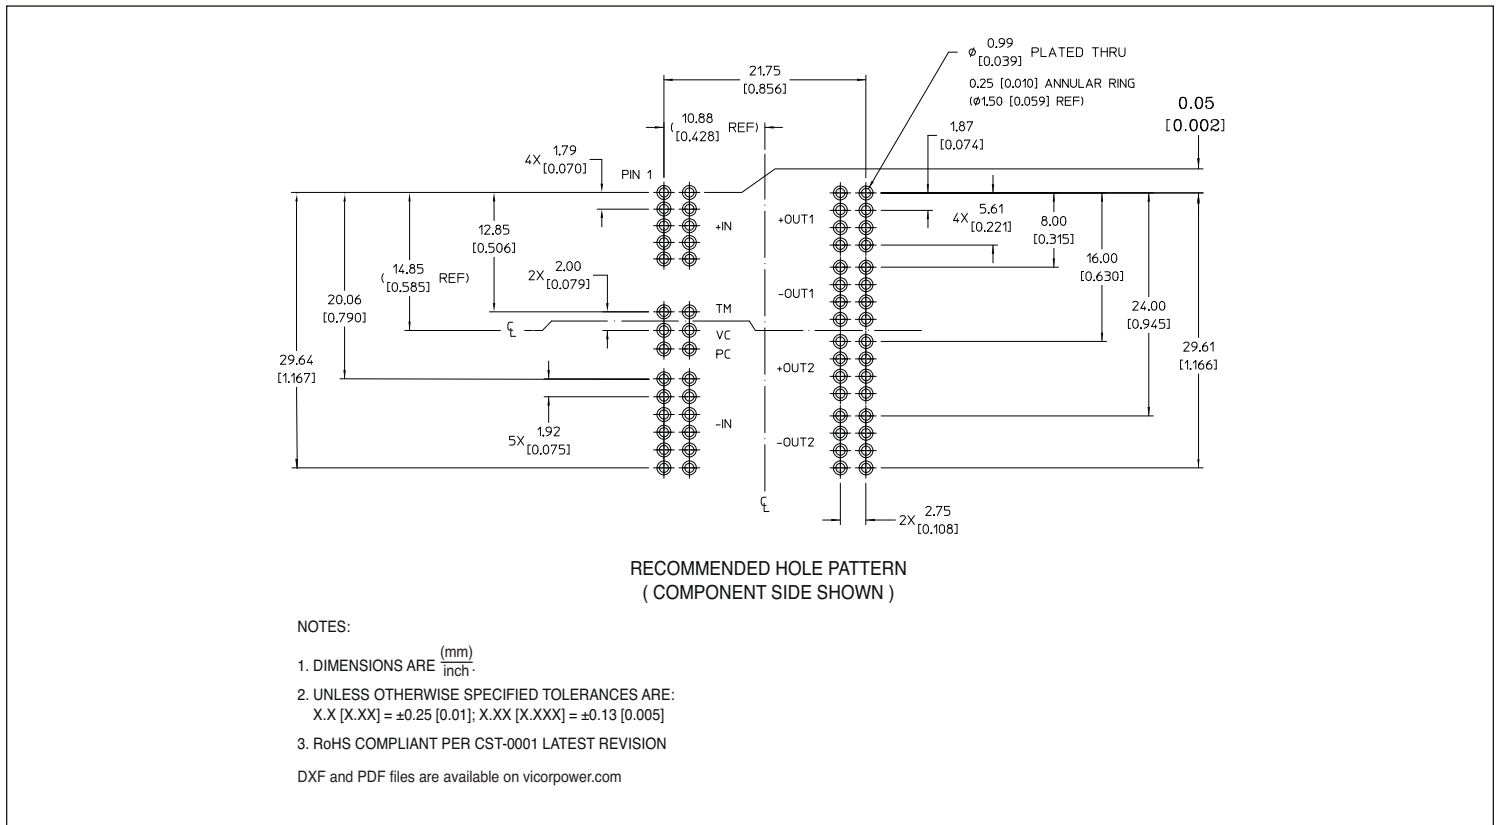 0.99
ø PLATED THRU
[0.039]
21.75
[0.856]
0.25 [0.010] ANNULAR RING
(ø1.50 [0.059] REF)
0.05
[0.002]
10.88
( REF)
[0.428]
1.87
[0.074]
1.79
4X
[0.070]
PIN 1
+IN
+OUT1
5.61
4X
[0.221]
8.00
[0.315]
12.85
[0.506]
16.00
[0.630]
14.85
( REF)
[0.585]
2.00
2X
[0.079]
-OUT1
20.06
[0.790]
TM
24.00
[0.945]
℄
VC
PC
29.64
[1.167]
29.61
[1.166]
+OUT2
1.92
5X
[0.075]
-IN
-OUT2
℄
2.75
2X
[0.108]
RECOMMENDED HOLE PATTERN
( COMPONENT SIDE SHOWN )
NOTES:
1. DIMENSIONS ARE (mm)/inch.
2. UNLESS OTHERWISE SPECIFIED TOLERANCES ARE:
X.X [X.XX] = ±0.25 [0.01]; X.XX [X.XXX] = ±0.13 [0.005]
3. RoHS COMPLIANT PER CST-0001 LATEST REVISION
DXF and PDF files are available on vicorpower.com